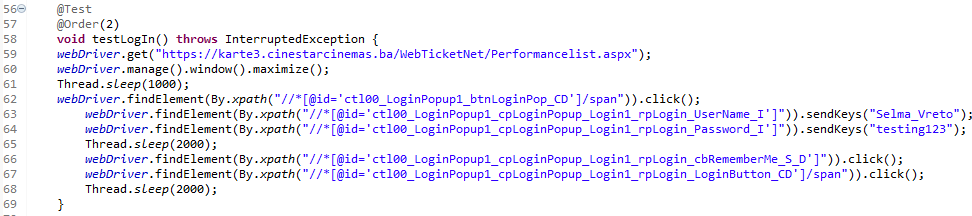 56 @Test
57 @Order(2)
58 void testLogIn() throws InterruptedException {
59 webDriver.get("https://karte3.cinestarcinemas.ba/WebTicketNet/Performancelist.aspx");
60 webDriver.manage().window().maximize();
61 Thread.sleep(1000);
62 webDriver.findElement(By.xpath("//*[@id='ctl00_LoginPopup1_btnLoginPop_CD']/span")).click();
63 webDriver.findElement(By.xpath("//*[@id='ctl00_LoginPopup1_cpLoginPopup_Login1_rpLogin_UserName_I']")).sendKeys("Selma_Vreto");
64 webDriver.findElement(By.xpath("//*[@id='ctl00_LoginPopup1_cpLoginPopup_Login1_rpLogin_Password_I']")).sendKeys("testing123");
65 Thread.sleep(2000);
66 webDriver.findElement(By.xpath("//*[@id='ctl00_LoginPopup1_cpLoginPopup_Login1_rpLogin_cbRememberMe_S_D']")).click();
67 webDriver.findElement(By.xpath("//*[@id='ctl00_LoginPopup1_cpLoginPopup_Login1_rpLogin_LoginButton_CD']/span")).click();
68 Thread.sleep(2000);
69 }